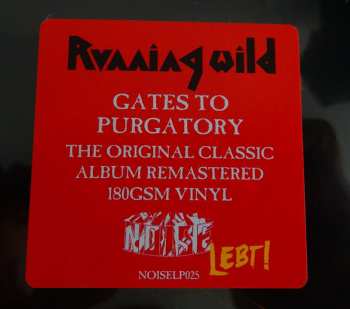 Running Wild
GATES TO
PURGATORY
THE ORIGINAL CLASSIC
ALBUM REMASTERED
180GSM VINYL
NOISE
LEBT!
NOISELP025